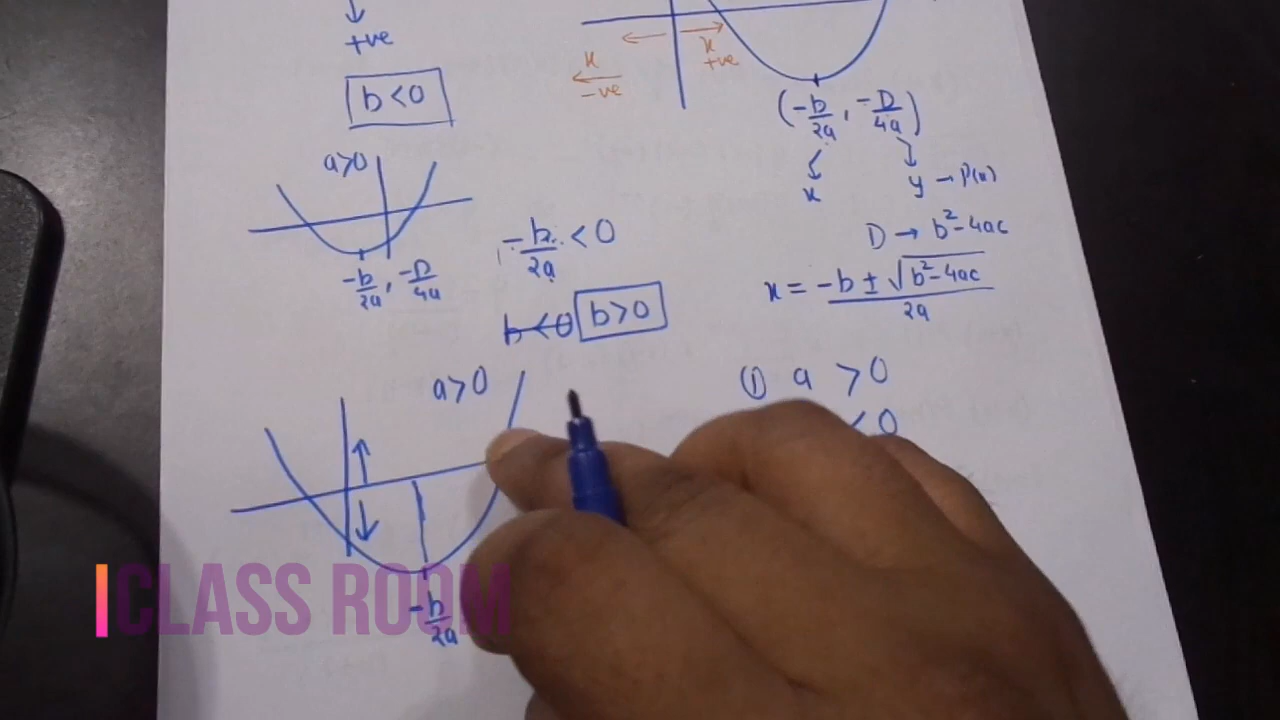 +ve
b<0
x
-ve
x
+ve
(-b/2a, -D/4a)
x
y → P(x)
a>0
-b/2a, -D/4a
-b/2a < 0
b<0 b>0
D → b²-4ac
x = -b ± √b²-4ac / 2a
a>0
① a >0
< 0
-b/2a
CLASS ROOM